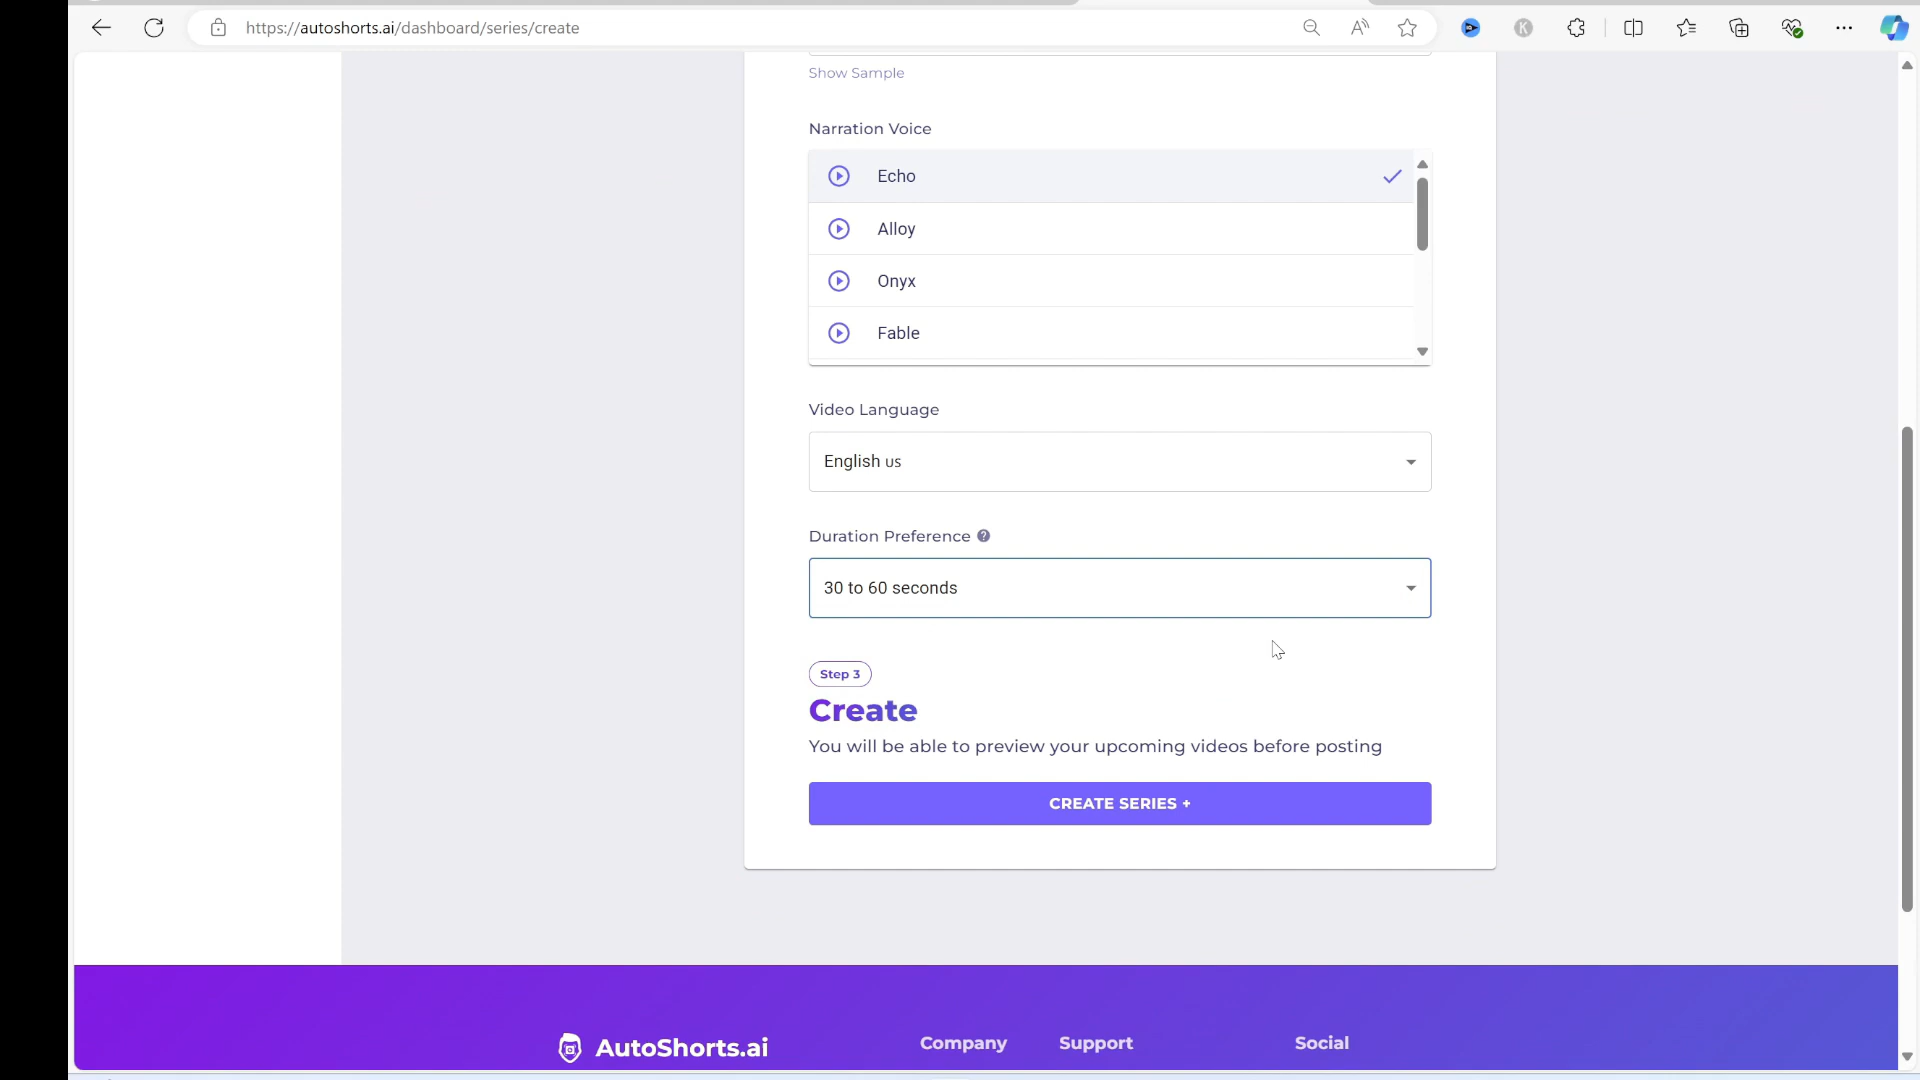 https://autoshorts.ai/dashboard/series/create
Show Sample
Narration Voice
Echo
Alloy
Onyx
Fable
Video Language
English us
Duration Preference ?
30 to 60 seconds
Step 3
Create
You will be able to preview your upcoming videos before posting
CREATE SERIES +
AutoShorts.ai Company Support Social